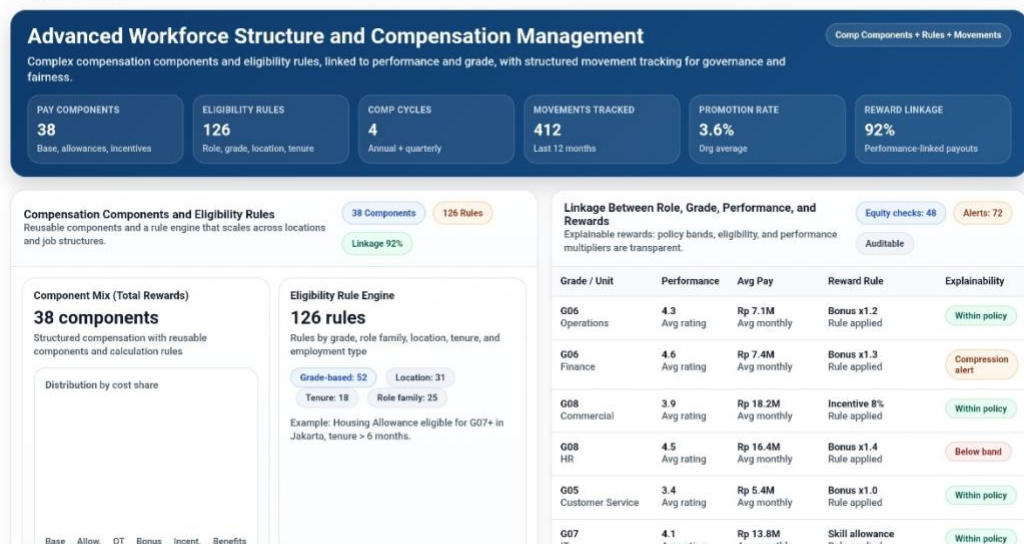 Advanced Workforce Structure and Compensation Management
Comp Components + Rules + Movements
Complex compensation components and eligibility rules, linked to performance and grade, with structured movement tracking for governance and
fairness.
PAY COMPONENTS
38
Base, allowances, incentives
ELIGIBILITY RULES
126
Role, grade, location, tenure
COMP CYCLES
4
Annual + quarterly
MOVEMENTS TRACKED
412
Last 12 months
PROMOTION RATE
3.6%
Org average
REWARD LINKAGE
92%
Performance-linked payouts
Compensation Components and Eligibility Rules
Reusable components and a rule engine that scales across locations
and job structures.
38 Components
126 Rules
Linkage 92%
Component Mix (Total Rewards)
38 components
Structured compensation with reusable
components and calculation rules
Distribution by cost share
Base Allow. OT Bonus Incent. Benefits
Eligibility Rule Engine
126 rules
Rules by grade, role family, location, tenure, and
employment type
Grade-based: 52
Location: 31
Tenure: 18
Role family: 25
Example: Housing Allowance eligible for G07+ in
Jakarta, tenure > 6 months.
Linkage Between Role, Grade, Performance, and
Rewards
Explainable rewards: policy bands, eligibility, and performance
multipliers are transparent.
Equity checks: 48
Alerts: 72
Auditable
Grade / Unit Performance Avg Pay Reward Rule Explainability
G06 4.3 Rp 7.1M Bonus x1.2 Within policy
Operations Avg rating Avg monthly Rule applied
G06 4.6 Rp 7.4M Bonus x1.3 Compression
Finance Avg rating Avg monthly Rule applied alert
G08 3.9 Rp 18.2M Incentive 8% Within policy
Commercial Avg rating Avg monthly Rule applied
G08 4.5 Rp 16.4M Bonus x1.4 Below band
HR Avg rating Avg monthly Rule applied
G05 3.4 Rp 5.4M Bonus x1.0 Within policy
Customer Service Avg rating Avg monthly Rule applied
G07 4.1 Rp 13.8M Skill allowance Within policy